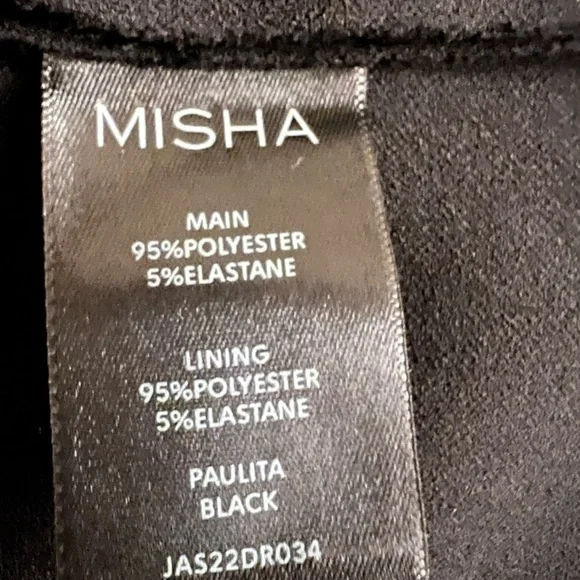 MISHA
MAIN
95%POLYESTER
5%ELASTANE
LINING
95%POLYESTER
5%ELASTANE
PAULITA
BLACK
JAS22DR034